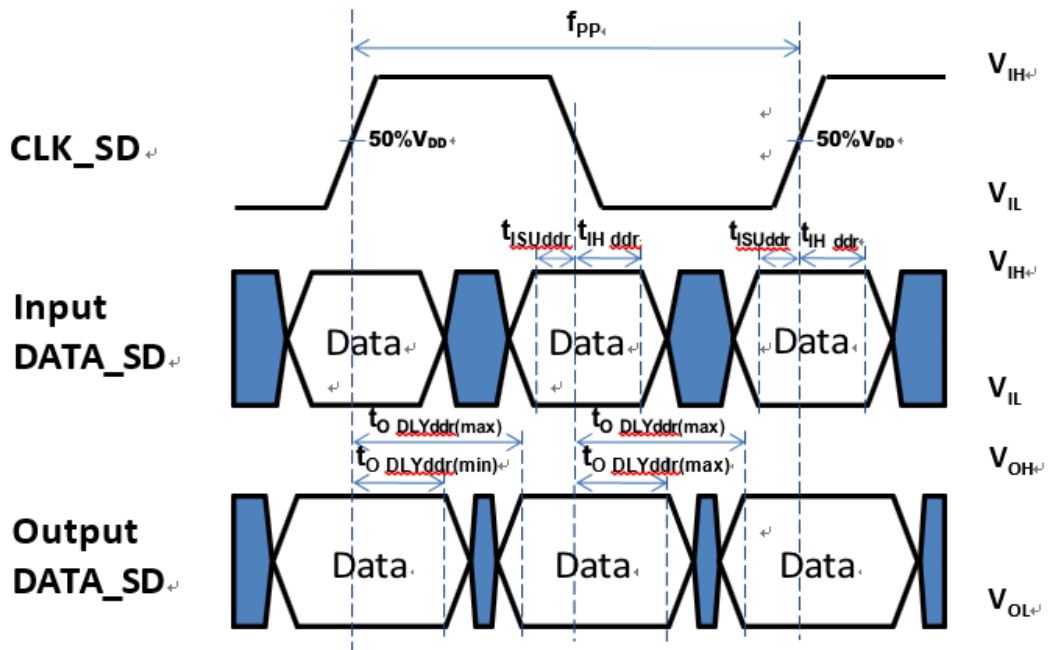 fPP
VIH
CLK_SD
50%VDD
50%VDD
VIL
tISUddr
tIH ddr
tISUddr
tIH ddr
VIH
Input
DATA_SD
Data
Data
Data
VIL
tO DLYddr(max)
tO DLYddr(max)
tO DLYddr(min)
tO DLYddr(max)
VOH
Output
DATA_SD
Data
Data
Data
VOL